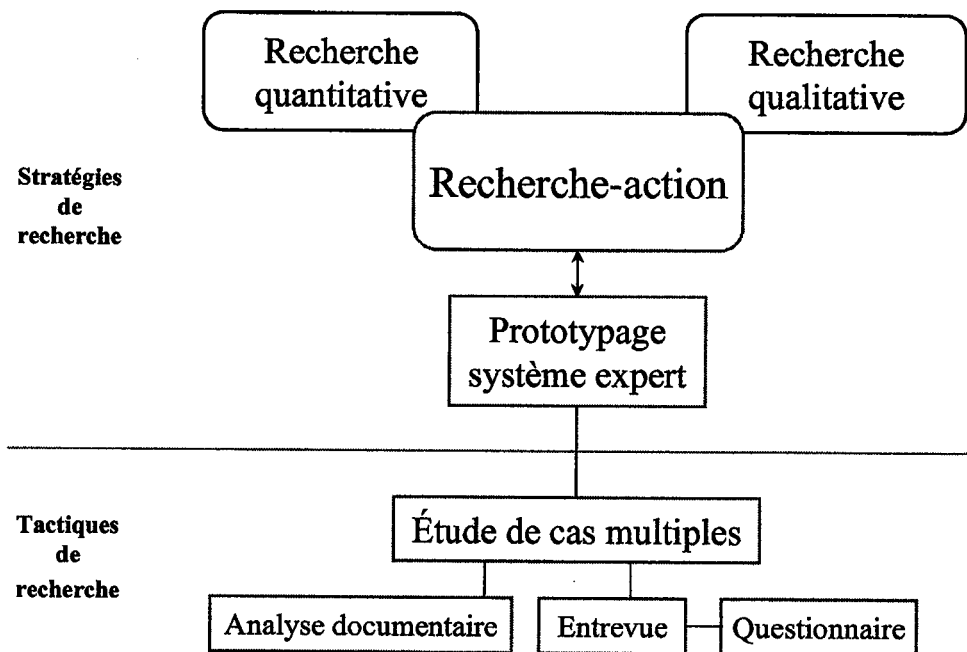 Recherche
quantitative
Recherche
qualitative
Recherche-action
Stratégies
de
recherche
Prototypage
système expert
Étude de cas multiples
Tactiques
de
recherche
Analyse documentaire
Entrevue
Questionnaire